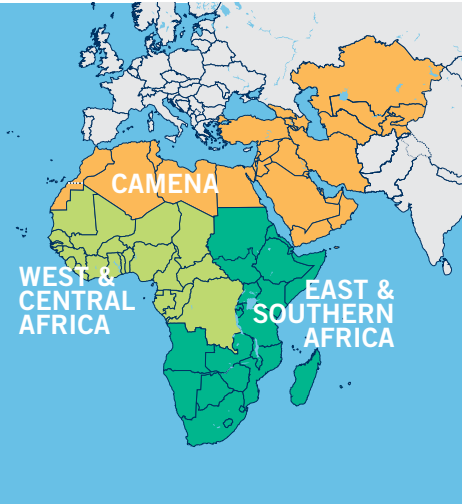 CAMENA
WEST &
CENTRAL
AFRICA
EAST &
SOUTHERN
AFRICA